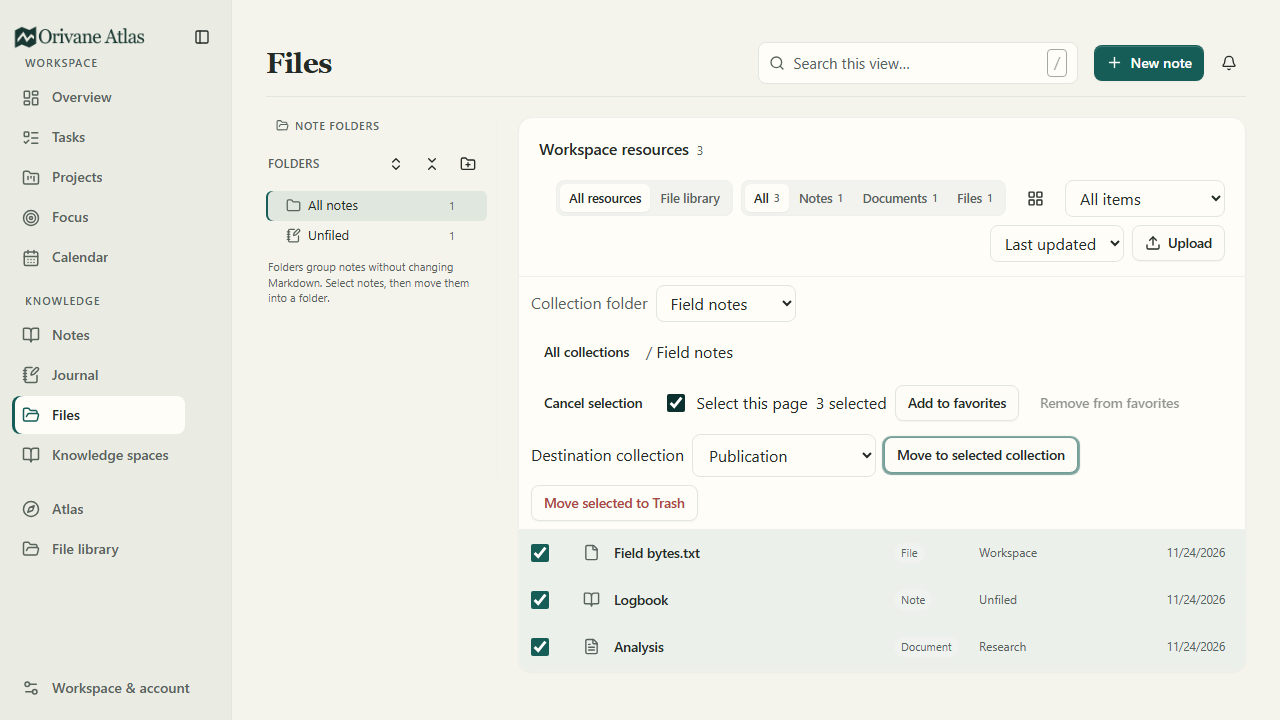 Orivane Atlas
WORKSPACE
Overview
Tasks
Projects
Focus
Calendar
KNOWLEDGE
Notes
Journal
Files
Knowledge spaces
Atlas
File library
Workspace & account
Files
Search this view... /
New note
NOTE FOLDERS
FOLDERS
All notes 1
Unfiled 1
Folders group notes without changing
Markdown. Select notes, then move them
into a folder.
Workspace resources 3
All resources File library All 3 Notes 1 Documents 1 Files 1 All items
Last updated Upload
Collection folder Field notes
All collections / Field notes
Cancel selection Select this page 3 selected Add to favorites Remove from favorites
Destination collection Publication Move to selected collection
Move selected to Trash
Field bytes.txt File Workspace 11/24/2026
Logbook Note Unfiled 11/24/2026
Analysis Document Research 11/24/2026